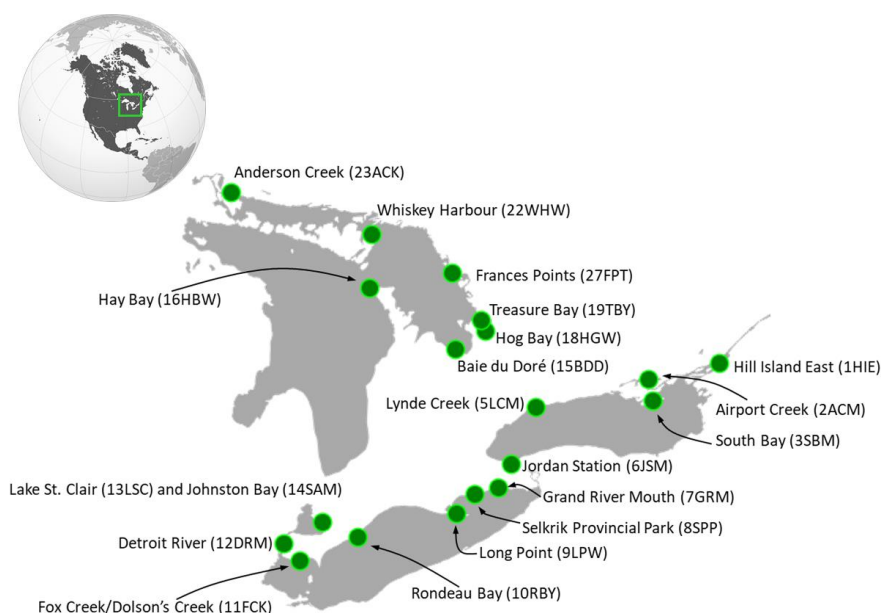 Anderson Creek (23ACK)
Whiskey Harbour (22WHW)
Frances Points (27FPT)
Hay Bay (16HBW)
Treasure Bay (19TBY)
Hog Bay (18HGW)
Baie du Doré (15BDD)
Hill Island East (1HIE)
Lynde Creek (5LCM)
Airport Creek (2ACM)
South Bay (3SBM)
Jordan Station (6JSM)
Lake St. Clair (13LSC) and Johnston Bay (14SAM)
Grand River Mouth (7GRM)
Selkrik Provincial Park (8SPP)
Detroit River (12DRM)
Long Point (9LPW)
Rondeau Bay (10RBY)
Fox Creek/Dolson's Creek (11FCK)